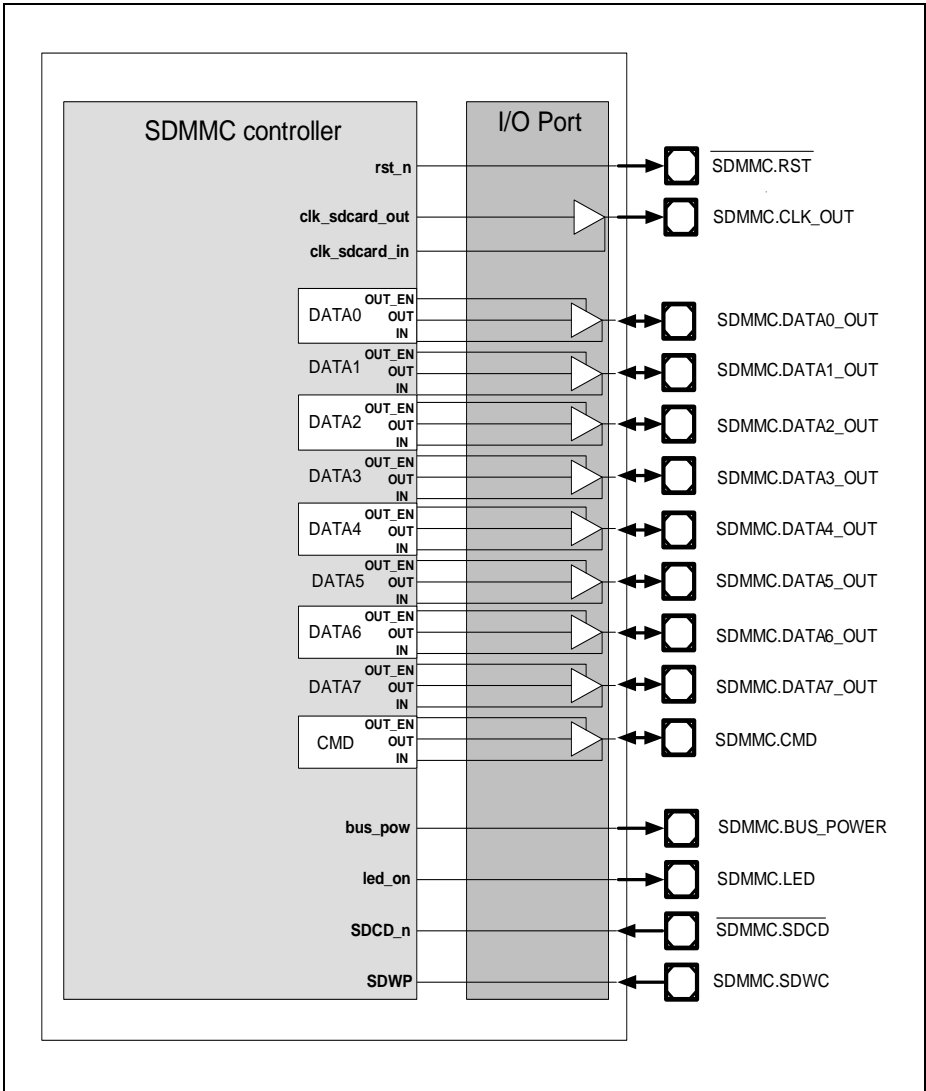 SDMMC controller
I/O Port
rst_n
SDMMC.RST
clk_sdcard_out
SDMMC.CLK_OUT
clk_sdcard_in
OUT_EN
DATA0
OUT
SDMMC.DATA0_OUT
IN
OUT_EN
DATA1
OUT
SDMMC.DATA1_OUT
IN
OUT_EN
DATA2
OUT
SDMMC.DATA2_OUT
IN
OUT_EN
DATA3
OUT
SDMMC.DATA3_OUT
IN
OUT_EN
DATA4
OUT
SDMMC.DATA4_OUT
IN
OUT_EN
DATA5
OUT
SDMMC.DATA5_OUT
IN
OUT_EN
DATA6
OUT
SDMMC.DATA6_OUT
IN
OUT_EN
DATA7
OUT
SDMMC.DATA7_OUT
IN
OUT_EN
CMD
OUT
SDMMC.CMD
IN
bus_pow
SDMMC.BUS_POWER
led_on
SDMMC.LED
SDCD_n
SDMMC.SDCD
SDWP
SDMMC.SDWC